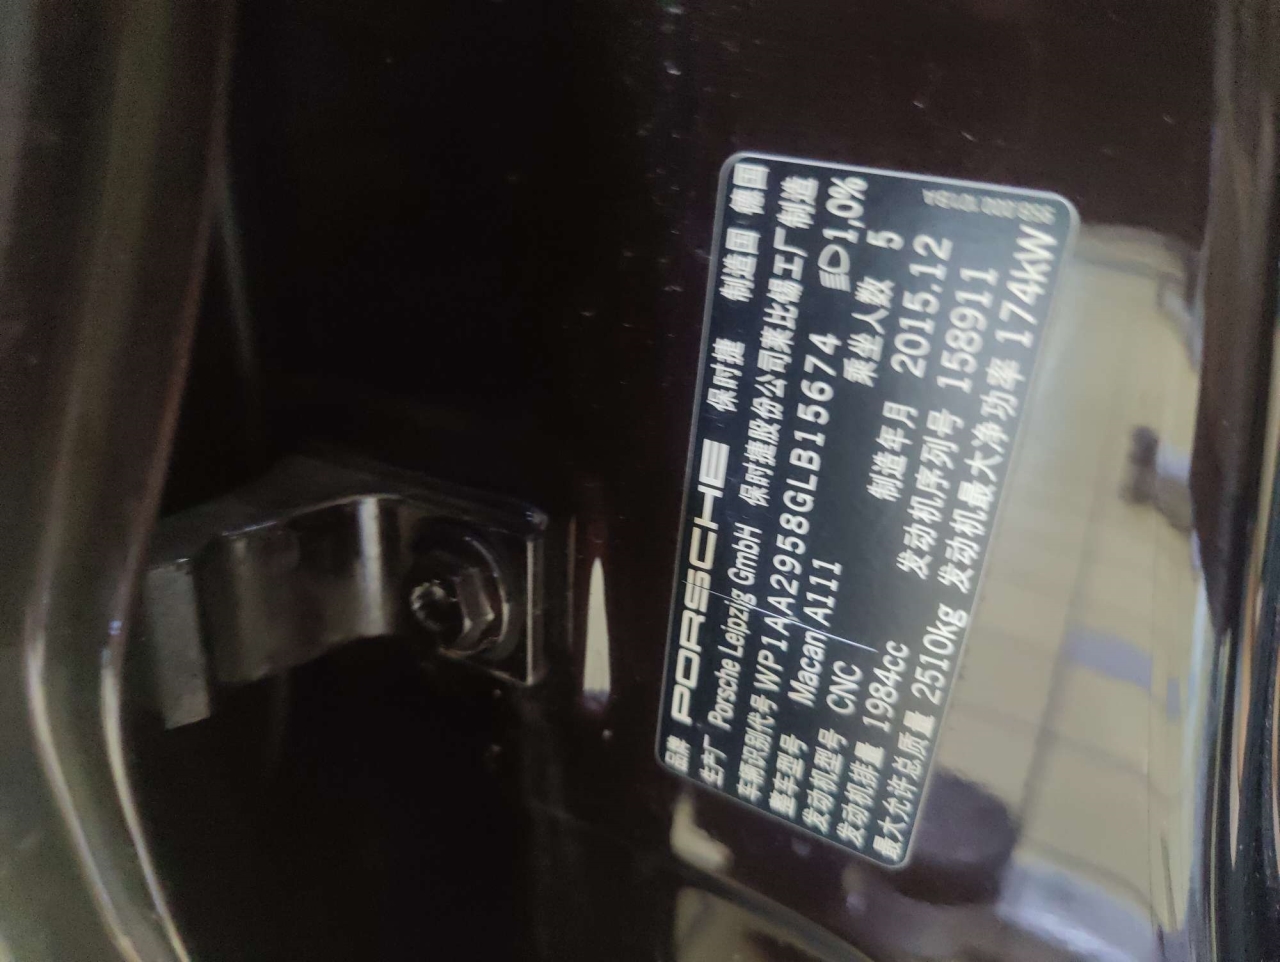 品牌 PORSCHE 保时捷 制造国 德国
生产厂 Porsche Leipzig GmbH 保时捷股份公司莱比锡工厂制造
车辆识别代号 WP1AA2958GLB15674 1,0%
整车型号 Macan A111 乘坐人数 5
发动机型号 CNC 制造年月 2015.12
发动机排量 1984cc 发动机序列号 158911
最大允许总质量 2510kg 发动机最大净功率 174kW